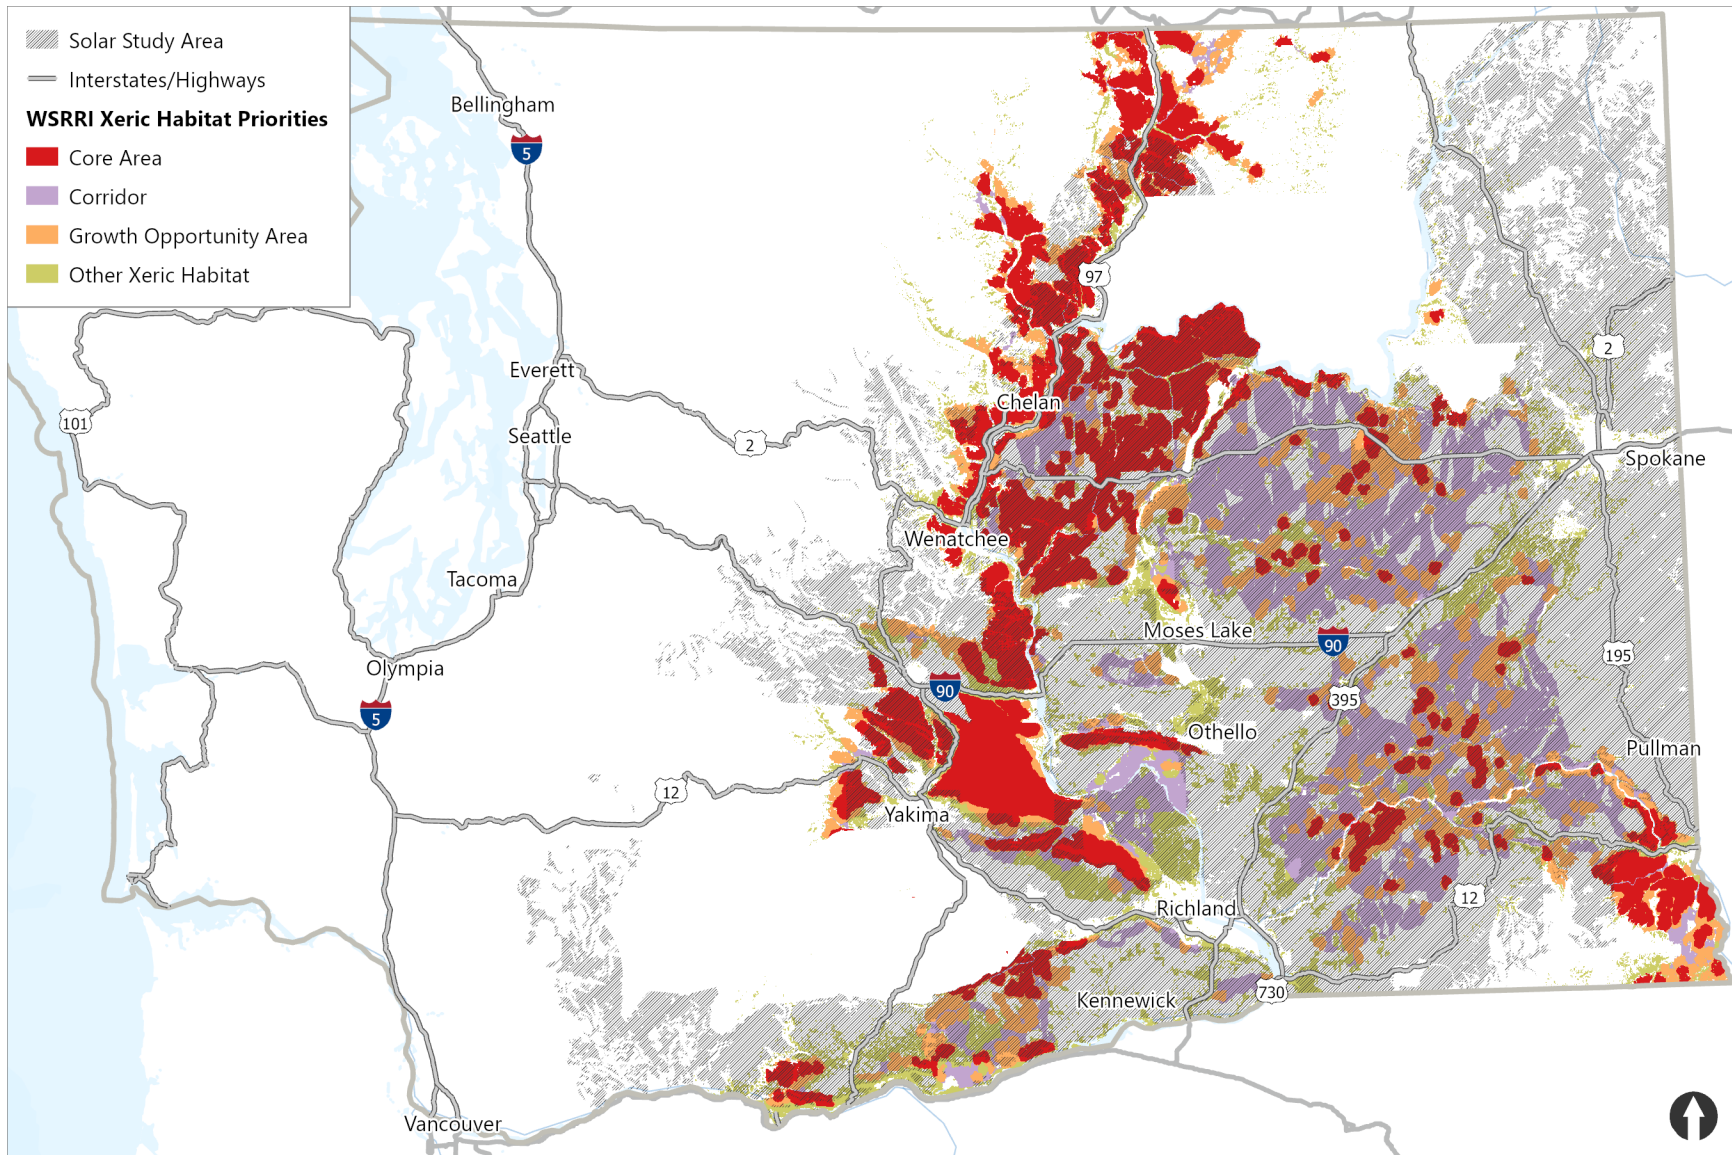 Solar Study Area
Interstates/Highways
WSRRI Xeric Habitat Priorities
Core Area
Corridor
Growth Opportunity Area
Other Xeric Habitat
Bellingham
5
97
2
Everett
Chelan
101
2
Seattle
Spokane
Wenatchee
Tacoma
Moses Lake
90
195
Olympia
90
395
5
Othello
Pullman
12
Yakima
12
Richland
730
Kennewick
Vancouver